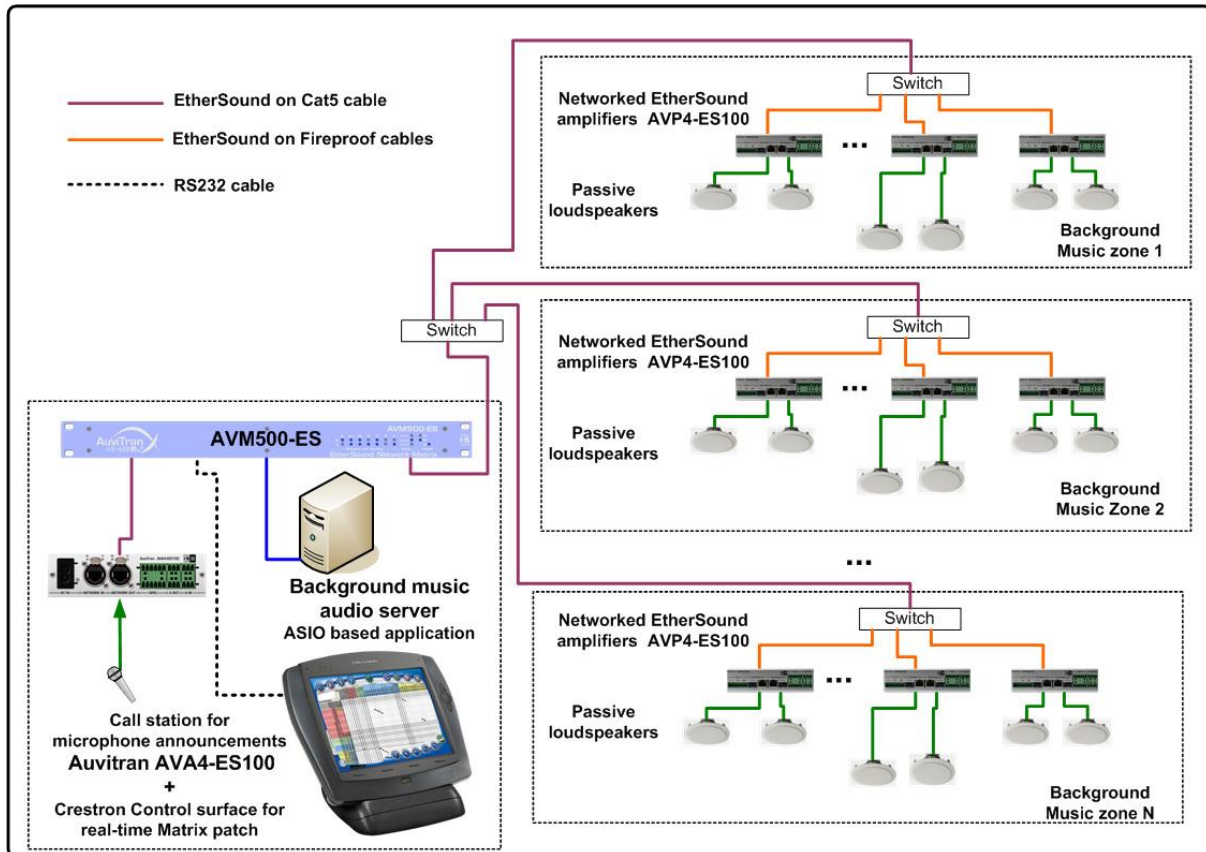 EtherSound on Cat5 cable
EtherSound on Fireproof cables
RS232 cable
Switch
Networked EtherSound
amplifiers AVP4-ES100
...
Passive
loudspeakers
Background
Music zone 1
Switch
Switch
Networked EtherSound
amplifiers AVP4-ES100
...
Passive
loudspeakers
Background
Music Zone 2
...
Switch
Networked EtherSound
amplifiers AVP4-ES100
...
Passive
loudspeakers
Background
Music zone N
AuviTran
AVM500-ES
AVM500-ES
EtherSound Network Matrix
Background music
audio server
ASIO based application
Call station for
microphone announcements
Auvitran AVA4-ES100
+
Crestron Control surface for
real-time Matrix patch